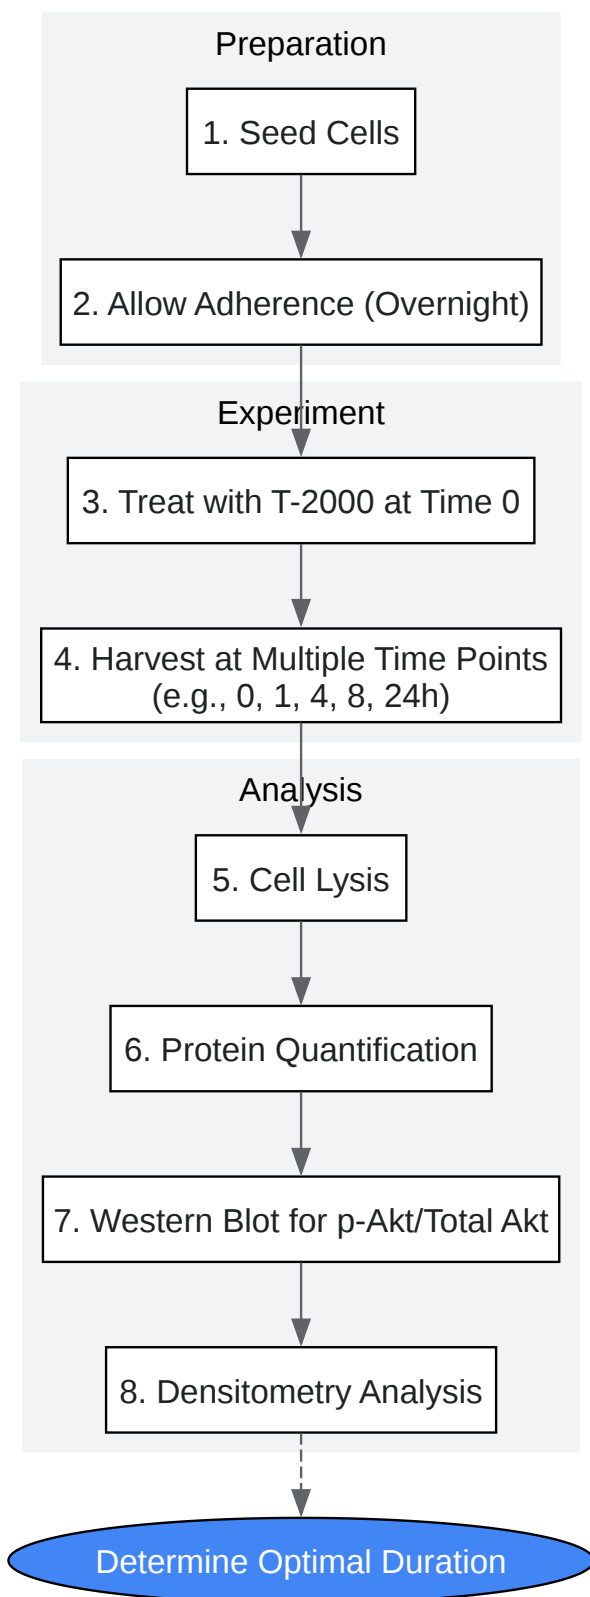 Preparation
1. Seed Cells
2. Allow Adherence (Overnight)
Experiment
3. Treat with T-2000 at Time 0
4. Harvest at Multiple Time Points
(e.g., 0, 1, 4, 8, 24h)
Analysis
5. Cell Lysis
6. Protein Quantification
7. Western Blot for p-Akt/Total Akt
8. Densitometry Analysis
Determine Optimal Duration